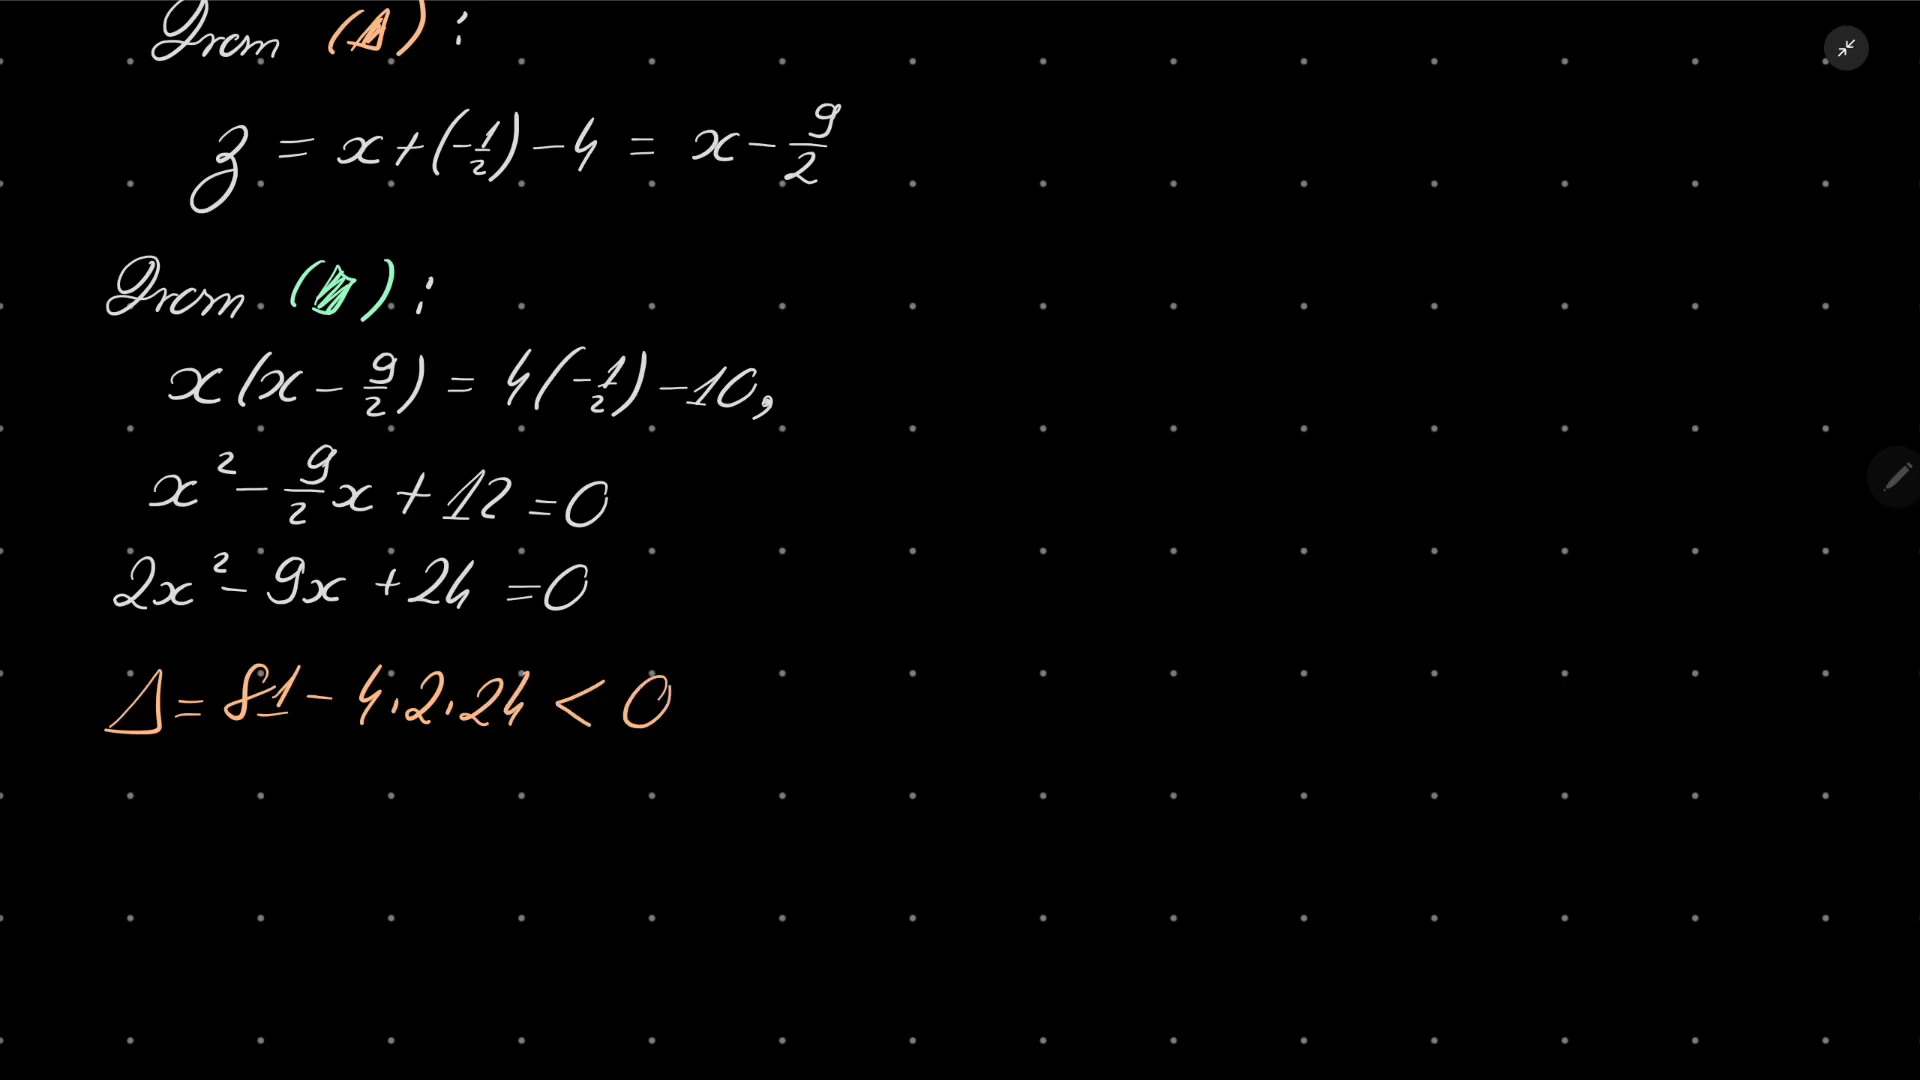 From (Δ) :
z = x + (-1/2) - 4 = x - 9/2
From ( ) :
x(x - 9/2) = 4(-1/2) - 10,
x² - 9/2 x + 12 = 0
2x² - 9x + 24 = 0
Δ = 81 - 4·2·24 < 0